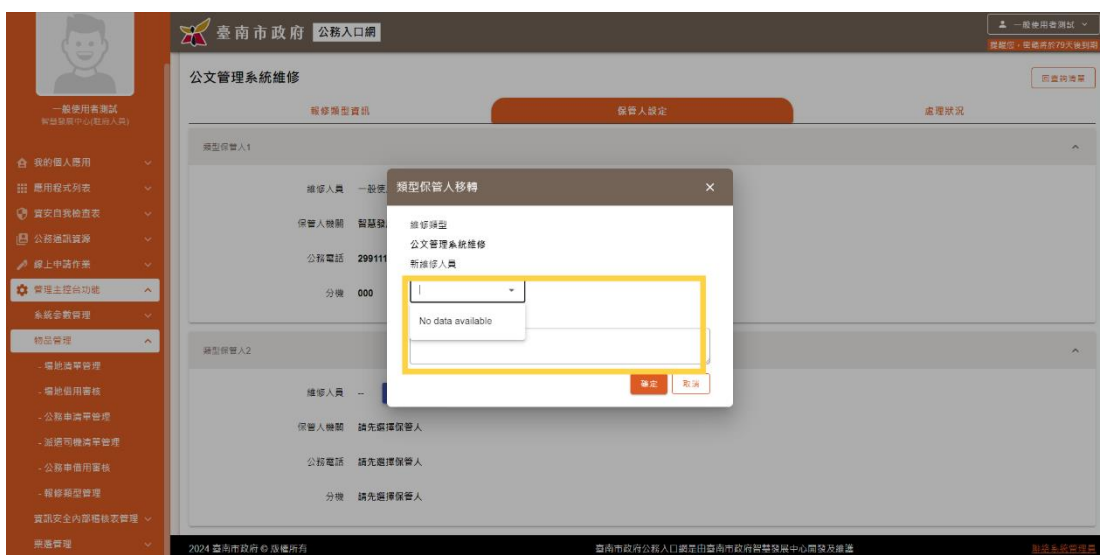 臺南市政府 公務入口網
一般使用者測試
提醒您，密碼將於79天後到期
一般使用者測試
智慧發展中心(駐府人員)
我的個人應用
應用程式列表
資安自我檢查表
公務通訊資源
線上申請作業
管理主控台功能
系統參數管理
物品管理
- 場地清單管理
- 場地借用審核
- 公務車清單管理
- 派遣司機清單管理
- 公務車借用審核
- 報修類型管理
資訊安全內部稽核表管理
榮譽管理
公文管理系統維修
回查詢清單
報修類型資訊
保管人設定
處理狀況
類型保管人1
維修人員 一般使
保管人機關 智慧發
公務電話 299111
分機 000
類型保管人移轉
維修類型
公文管理系統維修
新維修人員
No data available
確定 取消
類型保管人2
維修人員 --
保管人機關 請先選擇保管人
公務電話 請先選擇保管人
分機 請先選擇保管人
2024 臺南市政府 © 版權所有
臺南市政府公務入口網是由臺南市政府智慧發展中心開發及維護
聯絡系統管理員